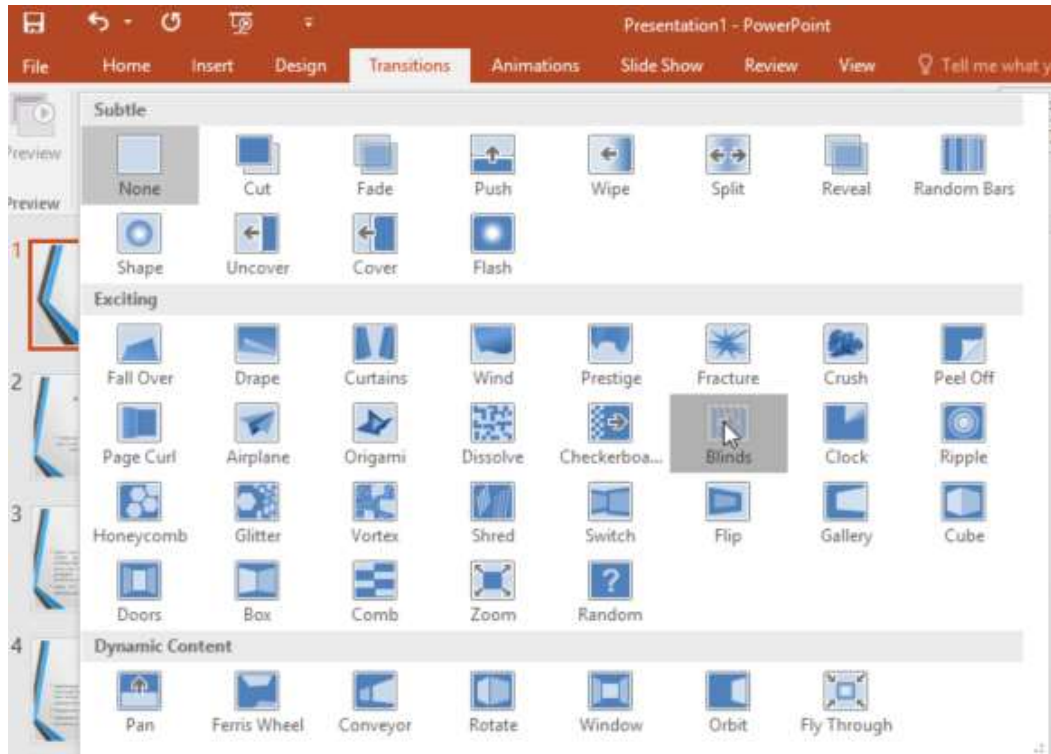 Presentation1 - PowerPoint
File Home Insert Design Transitions Animations Slide Show Review View Tell me what y
Preview
Preview
Subtle
None Cut Fade Push Wipe Split Reveal Random Bars
Shape Uncover Cover Flash
Exciting
Fall Over Drape Curtains Wind Prestige Fracture Crush Peel Off
Page Curl Airplane Origami Dissolve Checkerboa... Blinds Clock Ripple
Honeycomb Glitter Vortex Shred Switch Flip Gallery Cube
Doors Box Comb Zoom ? Random
Dynamic Content
Pan Ferris Wheel Conveyor Rotate Window Orbit Fly Through
1
2
3
4